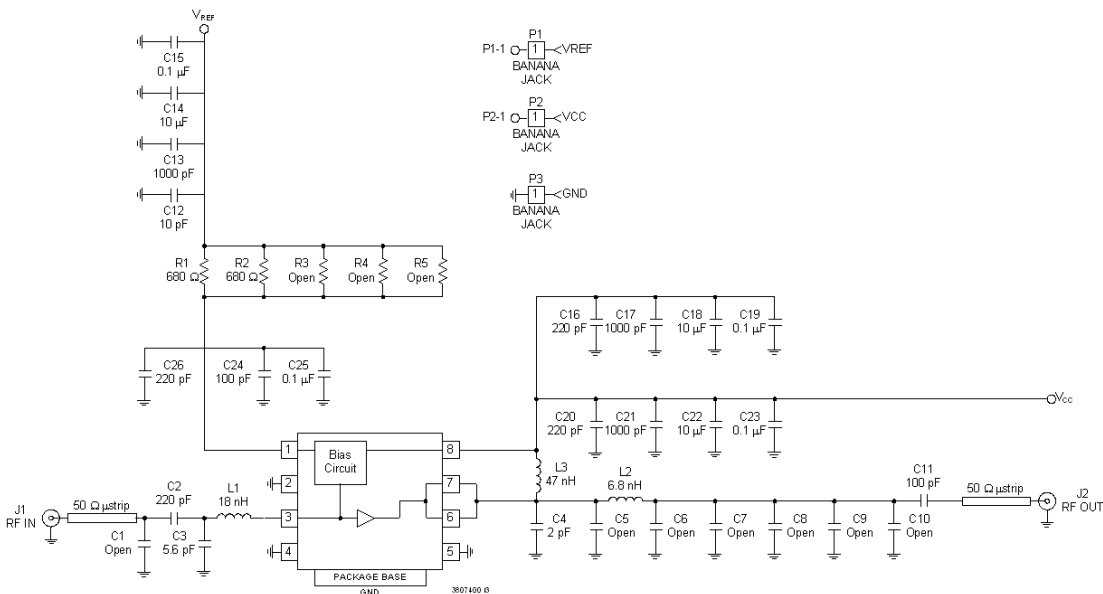 VREF
C15
0.1 µF
C14
10 µF
C13
1000 pF
C12
10 pF
P1
P1-1 1 VREF
BANANA
JACK
P2
P2-1 1 VCC
BANANA
JACK
P3
1 GND
BANANA
JACK
R1
680 Ω
R2
680 Ω
R3
Open
R4
Open
R5
Open
C16
220 pF
C17
1000 pF
C18
10 µF
C19
0.1 µF
C26
220 pF
C24
100 pF
C25
0.1 µF
C20
220 pF
C21
1000 pF
C22
10 µF
C23
0.1 µF
VCC
1
Bias
Circuit
8
2
7
3
6
4
5
PACKAGE BASE
GND
3807400 i3
J1
RF IN
50 Ω µstrip
C1
Open
C2
220 pF
C3
5.6 pF
L1
18 nH
L3
47 nH
L2
6.8 nH
C4
2 pF
C5
Open
C6
Open
C7
Open
C8
Open
C9
Open
C10
Open
C11
100 pF
50 Ω µstrip
J2
RF OUT